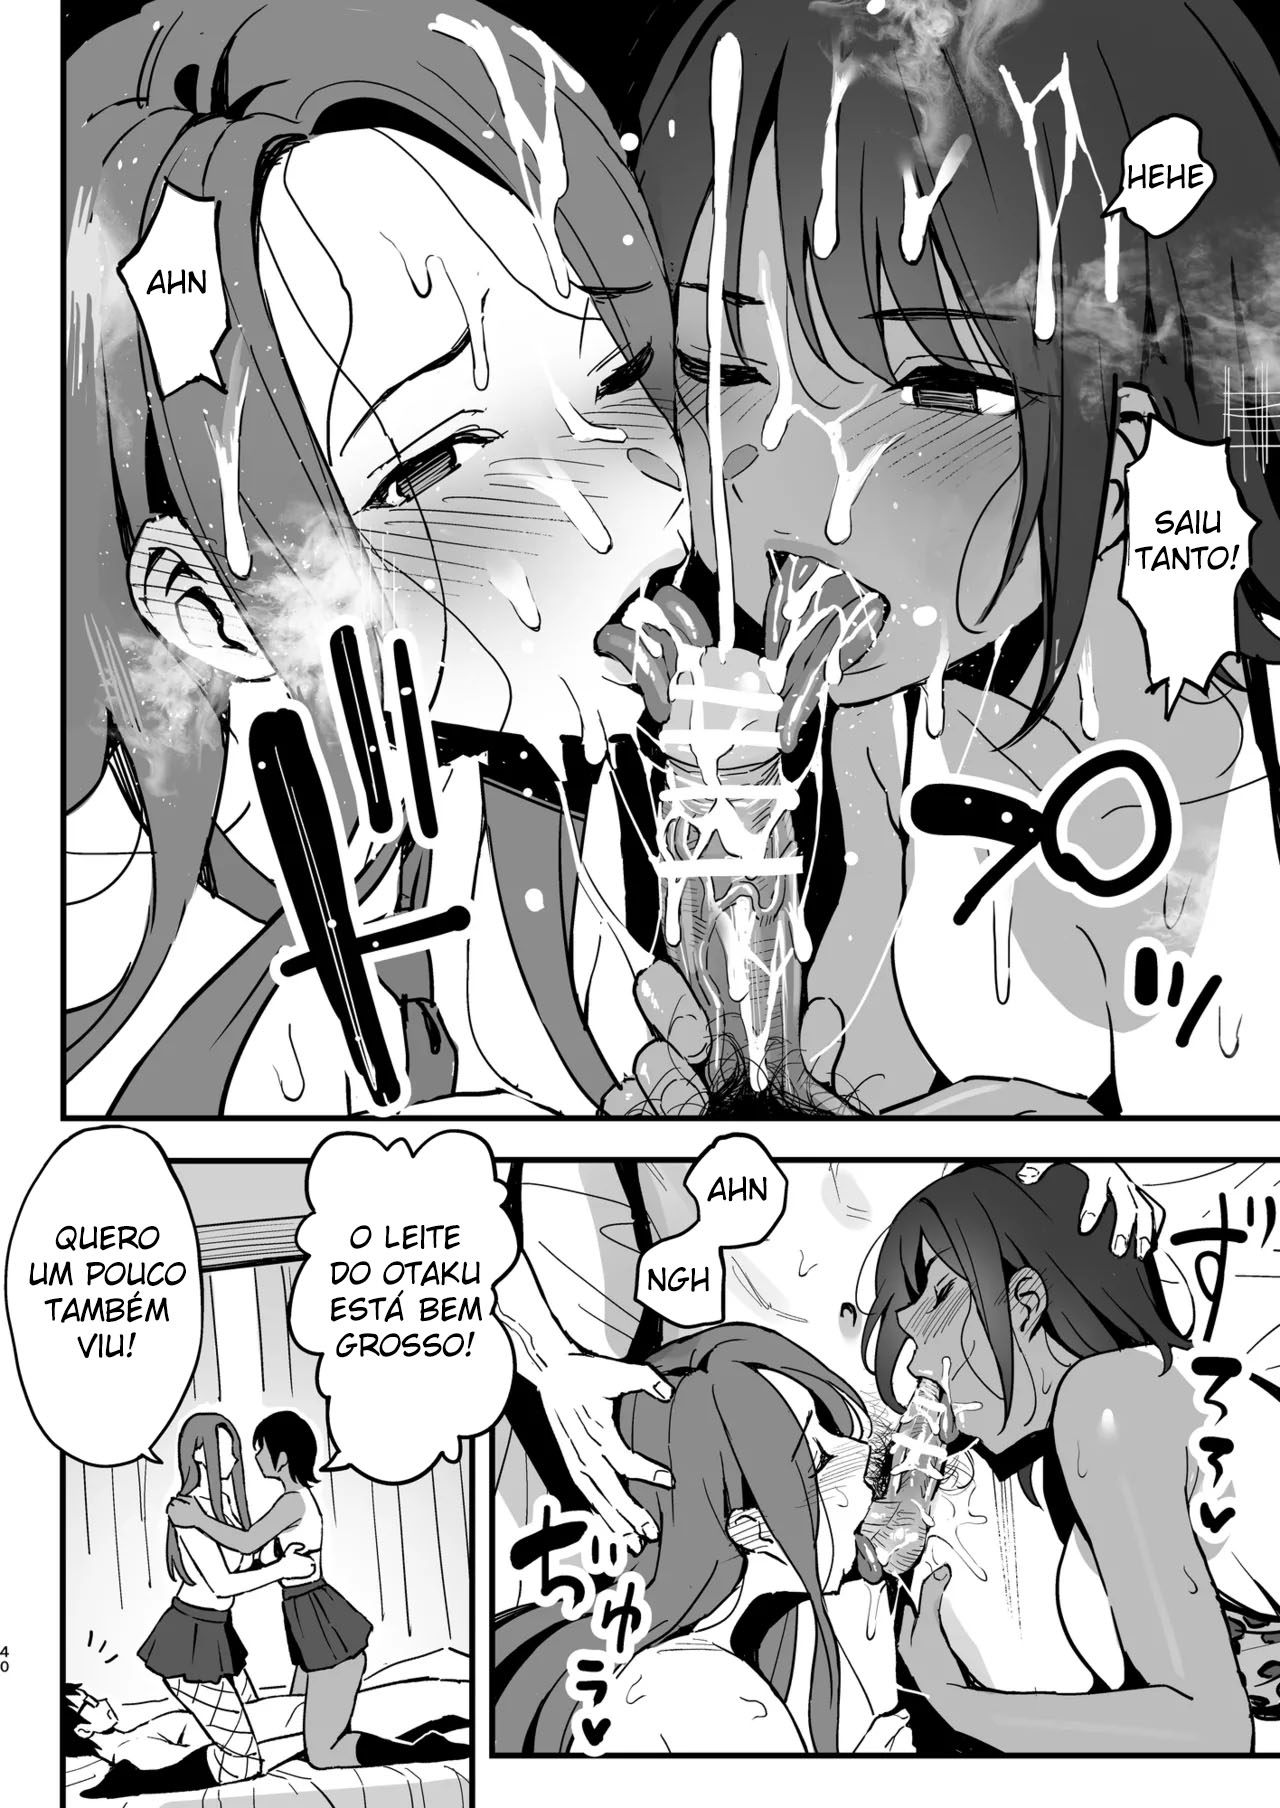 HEHE
SAIU
TANTO!
AHN
AHN
NGH
O LEITE
DO OTAKU
ESTÁ BEM
GROSSO!
QUERO
UM POUCO
TAMBÉM
VIU!
40